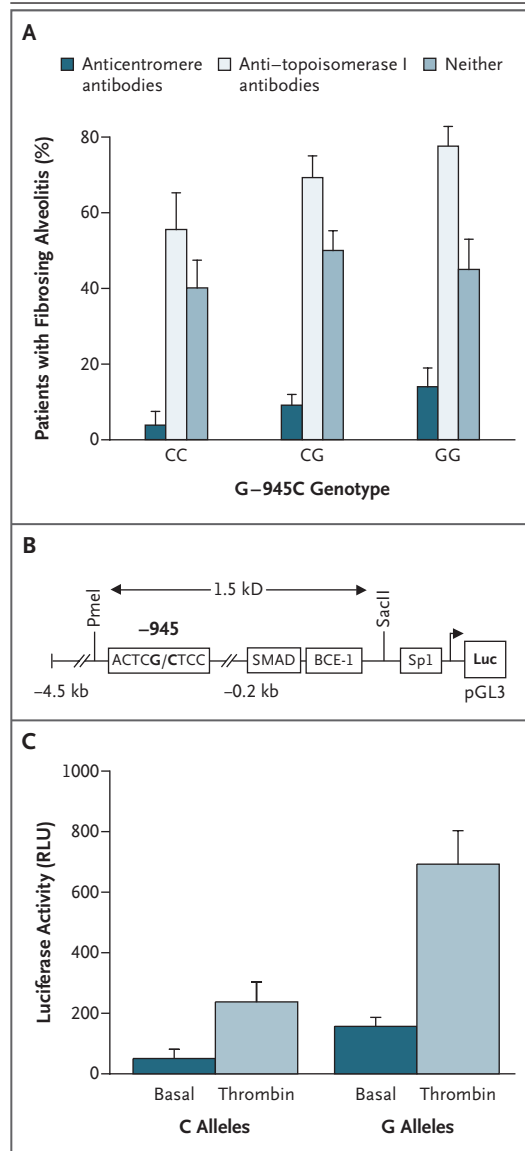 A
Anticentromere antibodies
Anti–topoisomerase I antibodies
Neither
Patients with Fibrosing Alveolitis (%)
80
60
40
20
0
CC
CG
GG
G–945C Genotype
B
PmeI
1.5 kD
SacII
–945
ACTCG/CTCC
SMAD
BCE-1
Sp1
Luc
–4.5 kb
–0.2 kb
pGL3
C
Luciferase Activity (RLU)
1000
800
600
400
200
0
Basal
Thrombin
Basal
Thrombin
C Alleles
G Alleles